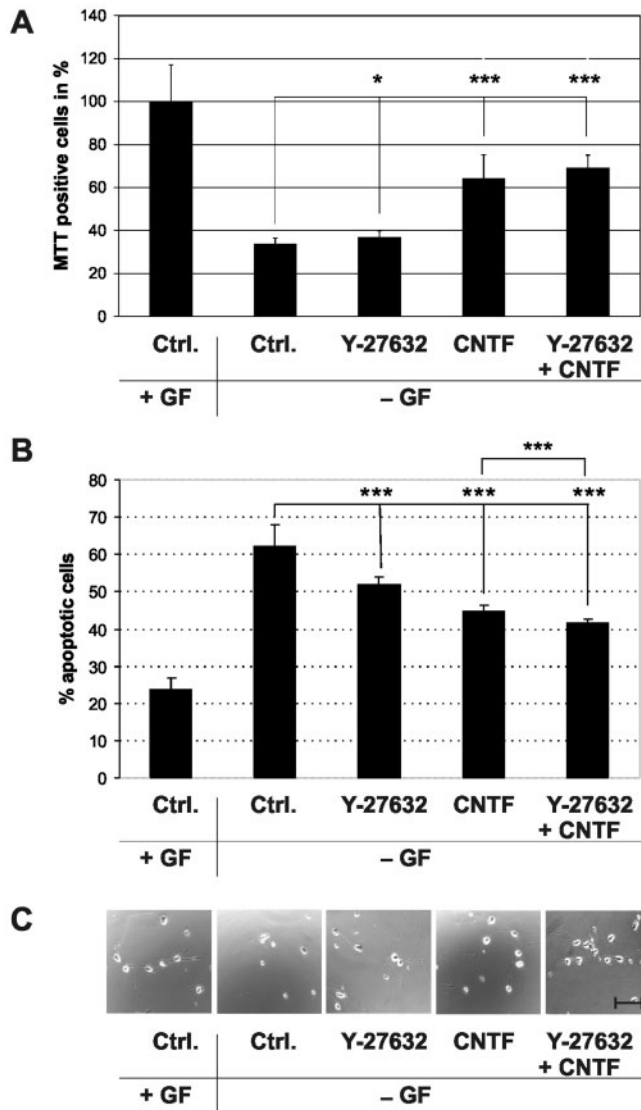 A
MTT positive cells in %
140
120
100
80
60
40
20
0
* *** ***
Ctrl. Ctrl. Y-27632 CNTF Y-27632
+ CNTF
+ GF – GF
B
% apoptotic cells
80
70
60
50
40
30
20
10
0
***
*** *** ***
Ctrl. Ctrl. Y-27632 CNTF Y-27632
+ CNTF
+ GF – GF
C
Ctrl. Ctrl. Y-27632 CNTF Y-27632
+ CNTF
+ GF – GF